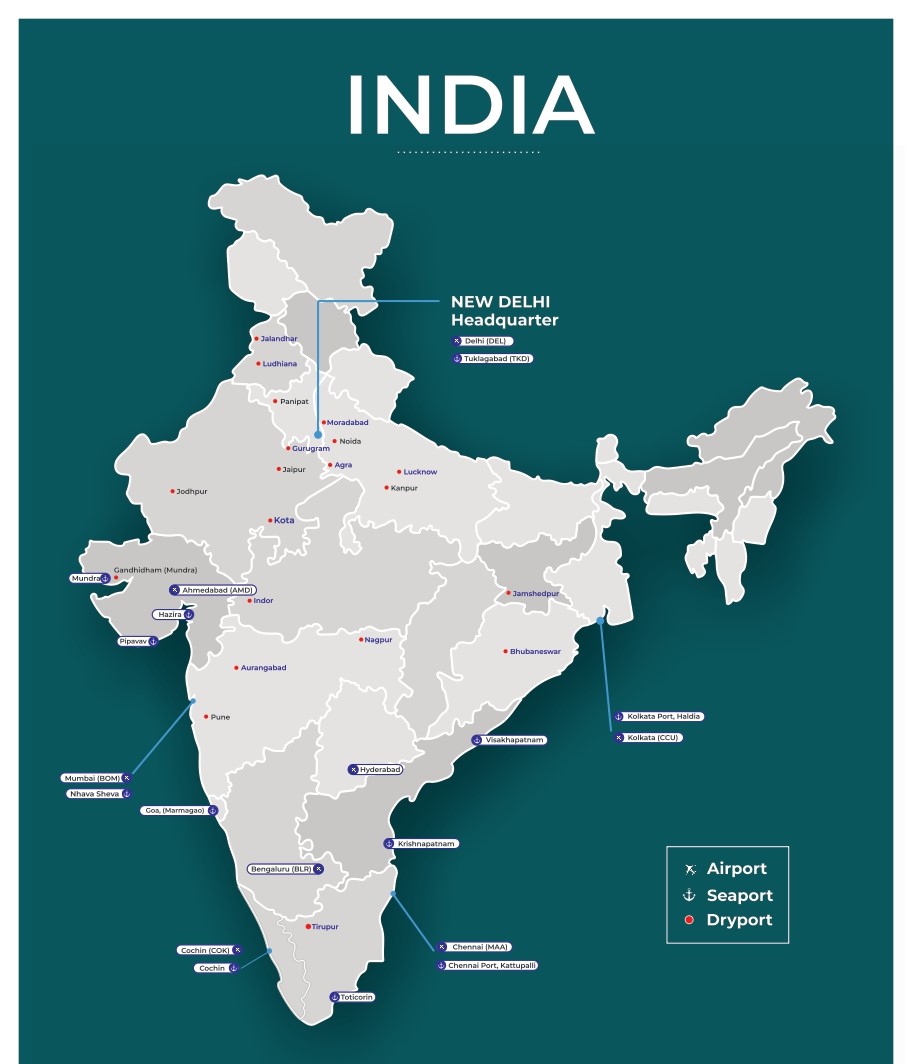 INDIA
NEW DELHI
Headquarter
Delhi (DEL)
Tuklagabad (TKD)
Jalandhar
Ludhiana
Panipat
Moradabad
Noida
Gurugram
Agra
Jaipur
Lucknow
Kanpur
Jodhpur
Kota
Gandhidham (Mundra)
Mundra
Ahmedabad (AMD)
Indor
Jamshedpur
Hazira
Pipavav
Nagpur
Bhubaneswar
Aurangabad
Pune
Kolkata Port, Haldia
Kolkata (CCU)
Visakhapatnam
Hyderabad
Mumbai (BOM)
Nhava Sheva
Goa, (Marmagao)
Krishnapatnam
Bengaluru (BLR)
Airport
Seaport
Dryport
Tirupur
Chennai (MAA)
Chennai Port, Kattupalli
Cochin (COK)
Cochin
Toticorin